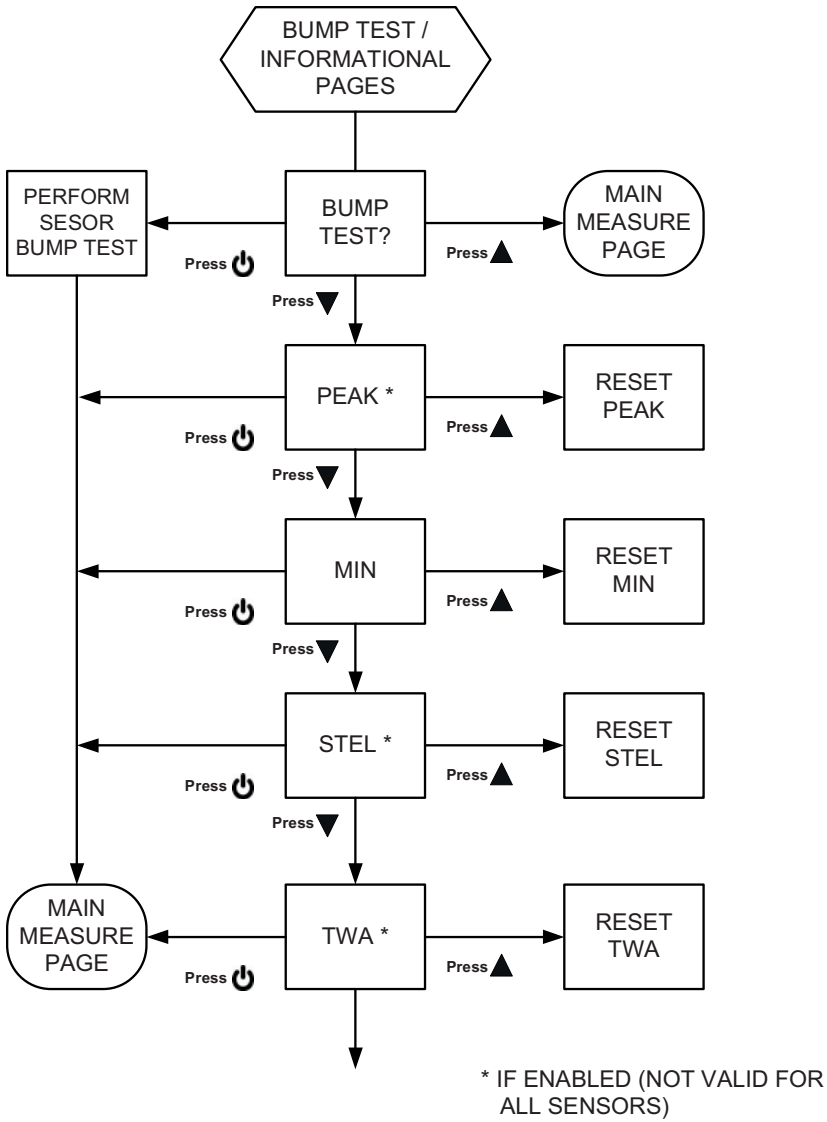 BUMP TEST /
INFORMATIONAL
PAGES
PERFORM
SESOR
BUMP TEST
BUMP
TEST?
MAIN
MEASURE
PAGE
Press
Press
Press
PEAK *
RESET
PEAK
Press
Press
Press
MIN
RESET
MIN
Press
Press
Press
STEL *
RESET
STEL
Press
Press
Press
MAIN
MEASURE
PAGE
TWA *
RESET
TWA
Press
Press
* IF ENABLED (NOT VALID FOR
ALL SENSORS)